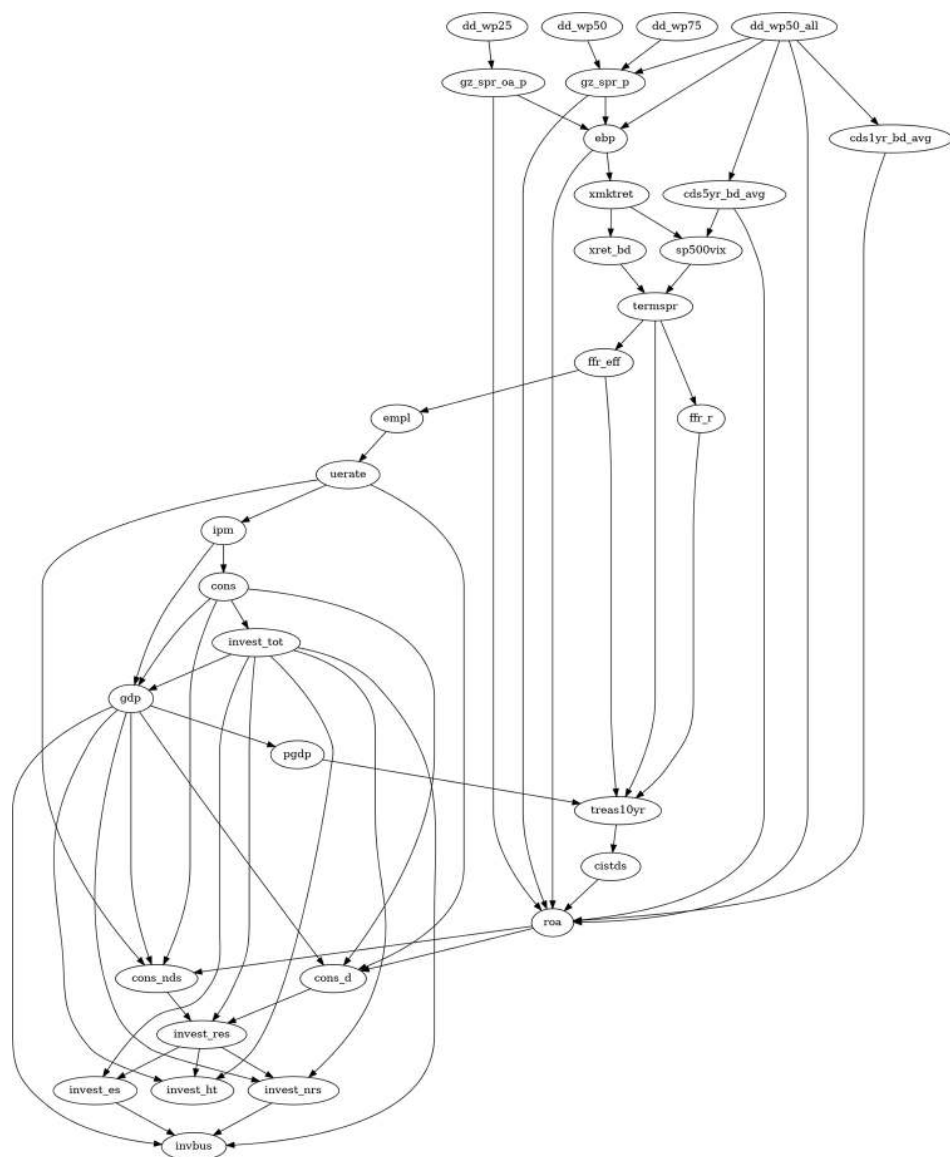 dd_wp25 dd_wp50 dd_wp75 dd_wp50_all
gz_spr_oa_p gz_spr_p
ebp cds1yr_bd_avg
xmktret cds5yr_bd_avg
xret_bd sp500vix
termspr
ffr_eff
empl ffr_r
uerate
ipm
cons
invest_tot
gdp
pgdp
treas10yr
cistds
roa
cons_nds cons_d
invest_res
invest_es invest_ht invest_nrs
invbus